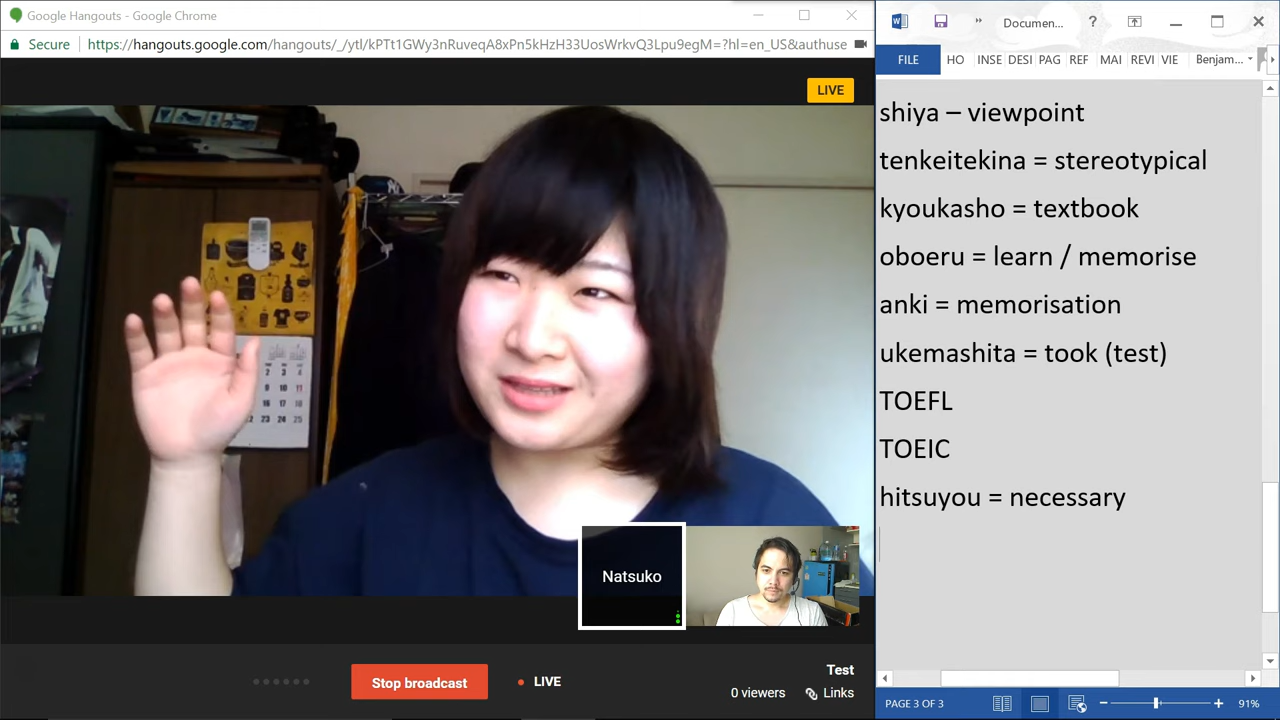 Google Hangouts - Google Chrome
Secure
https://hangouts.google.com/hangouts/_/ytl/kPTt1GWy3nRuveqA8xPn5kHzH33UcsWrkvQ3Lpu9egM=?hl=en_US&authuse
LIVE
Natsuko
Stop broadcast
LIVE
Test
0 viewers
Links
Documen...
?
FILE
HO
INSE
DESI
PAG
REF
MAI
REVI
VIE
Benjam...
shiya – viewpoint
tenkeitekina = stereotypical
kyoukasho = textbook
oboeru = learn / memorise
anki = memorisation
ukemashita = took (test)
TOEFL
TOEIC
hitsuyou = necessary
PAGE 3 OF 3
91%